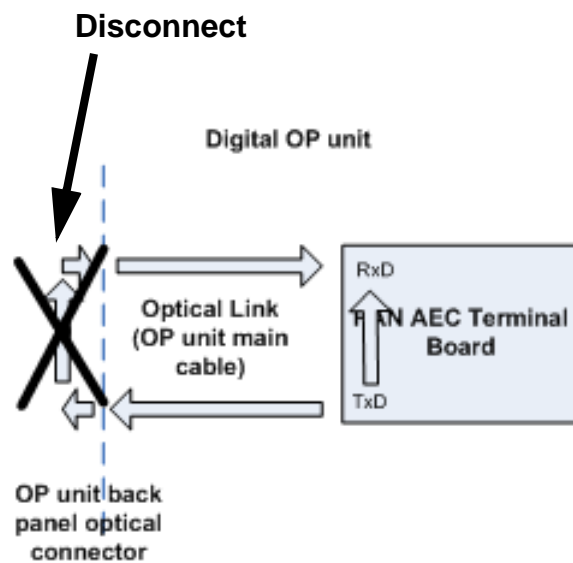 Disconnect
Digital OP unit
RxD
Optical Link
(OP unit main
cable)
AEC Terminal
Board
TxD
OP unit back
panel optical
connector